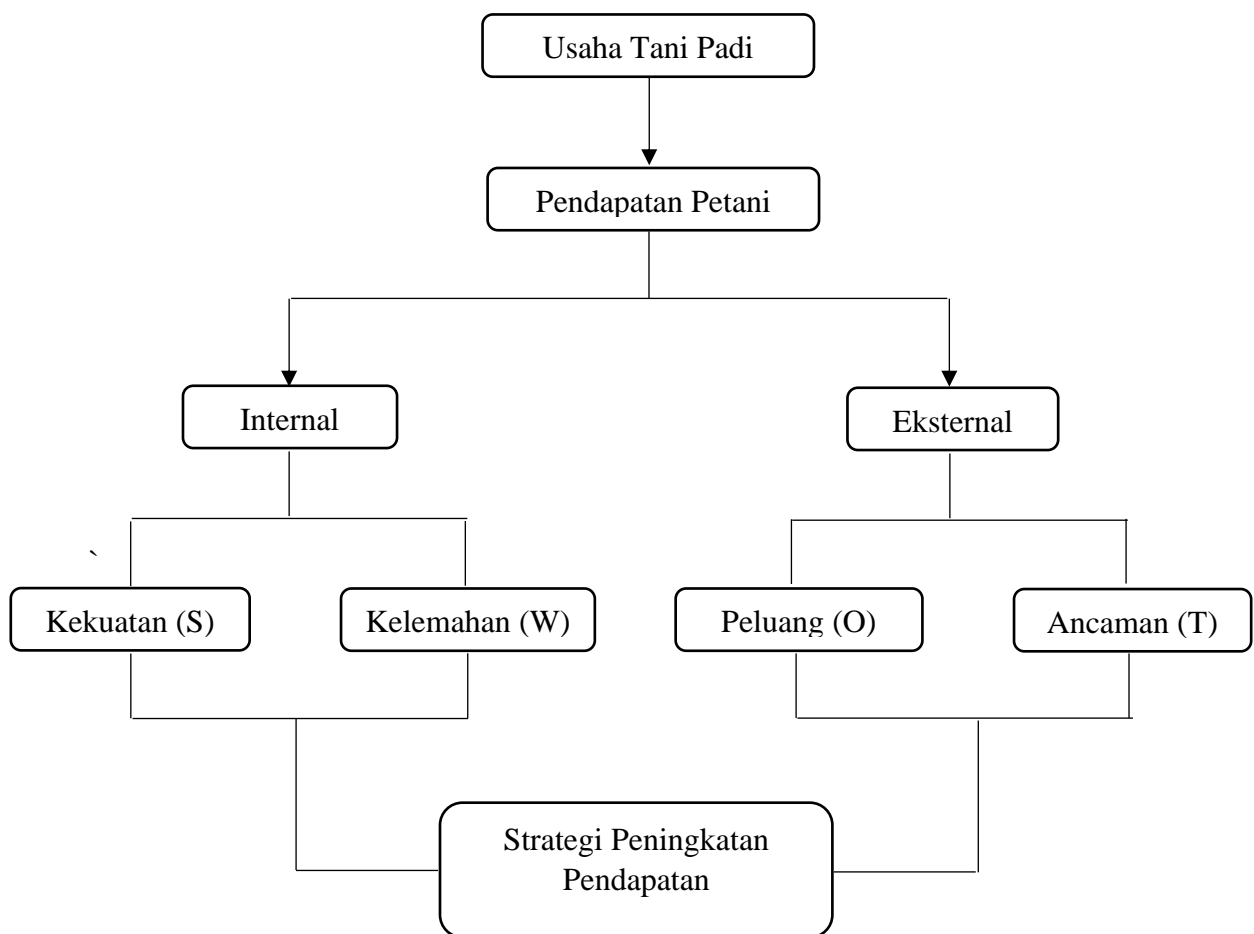 Usaha Tani Padi
Pendapatan Petani
Internal
Eksternal
`
Kekuatan (S)
Kelemahan (W)
Peluang (O)
Ancaman (T)
Strategi Peningkatan
Pendapatan